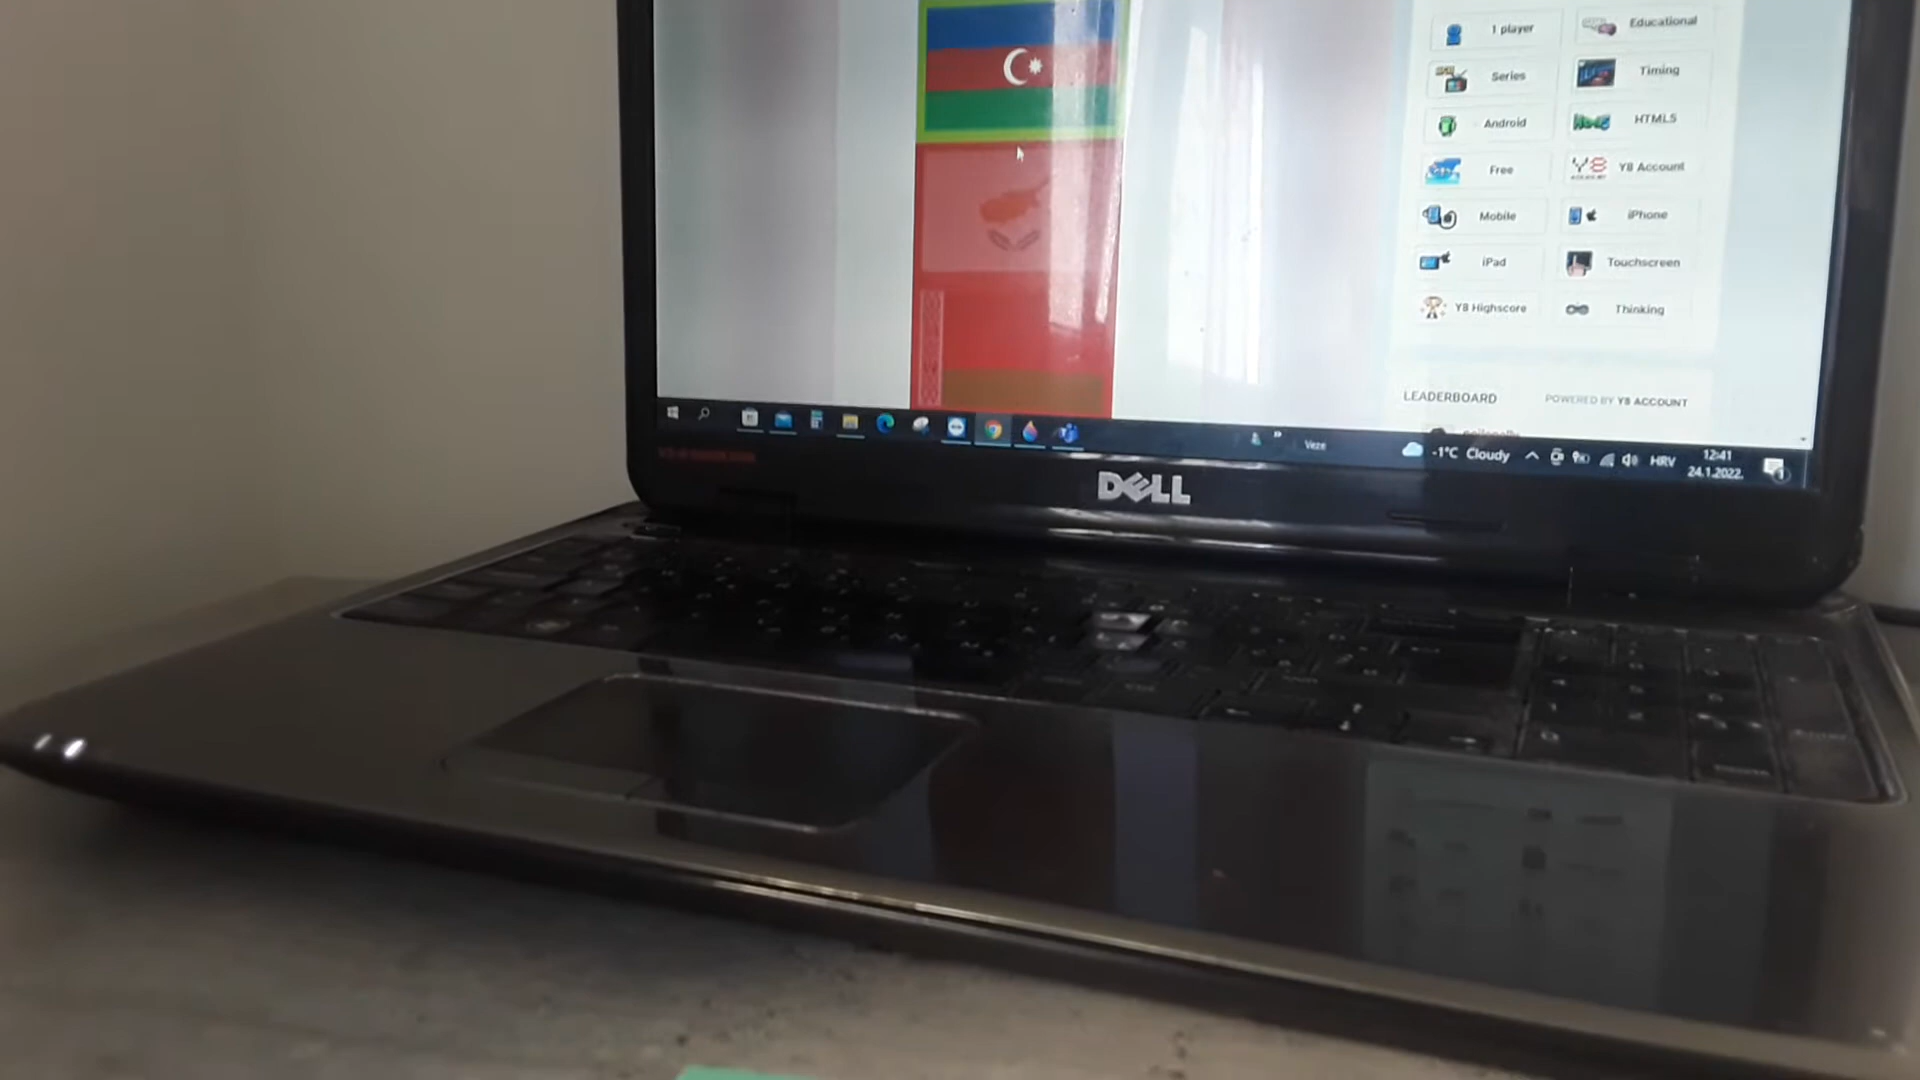 1 player
Educational
Series
Timing
Android
HTML5
Free
Y8 Account
Mobile
iPhone
iPad
Touchscreen
Y8 Highscore
Thinking
LEADERBOARD
POWERED BY Y8 ACCOUNT
Veze
-1°C Cloudy
HRV
12:41
24.1.2022.
DELL